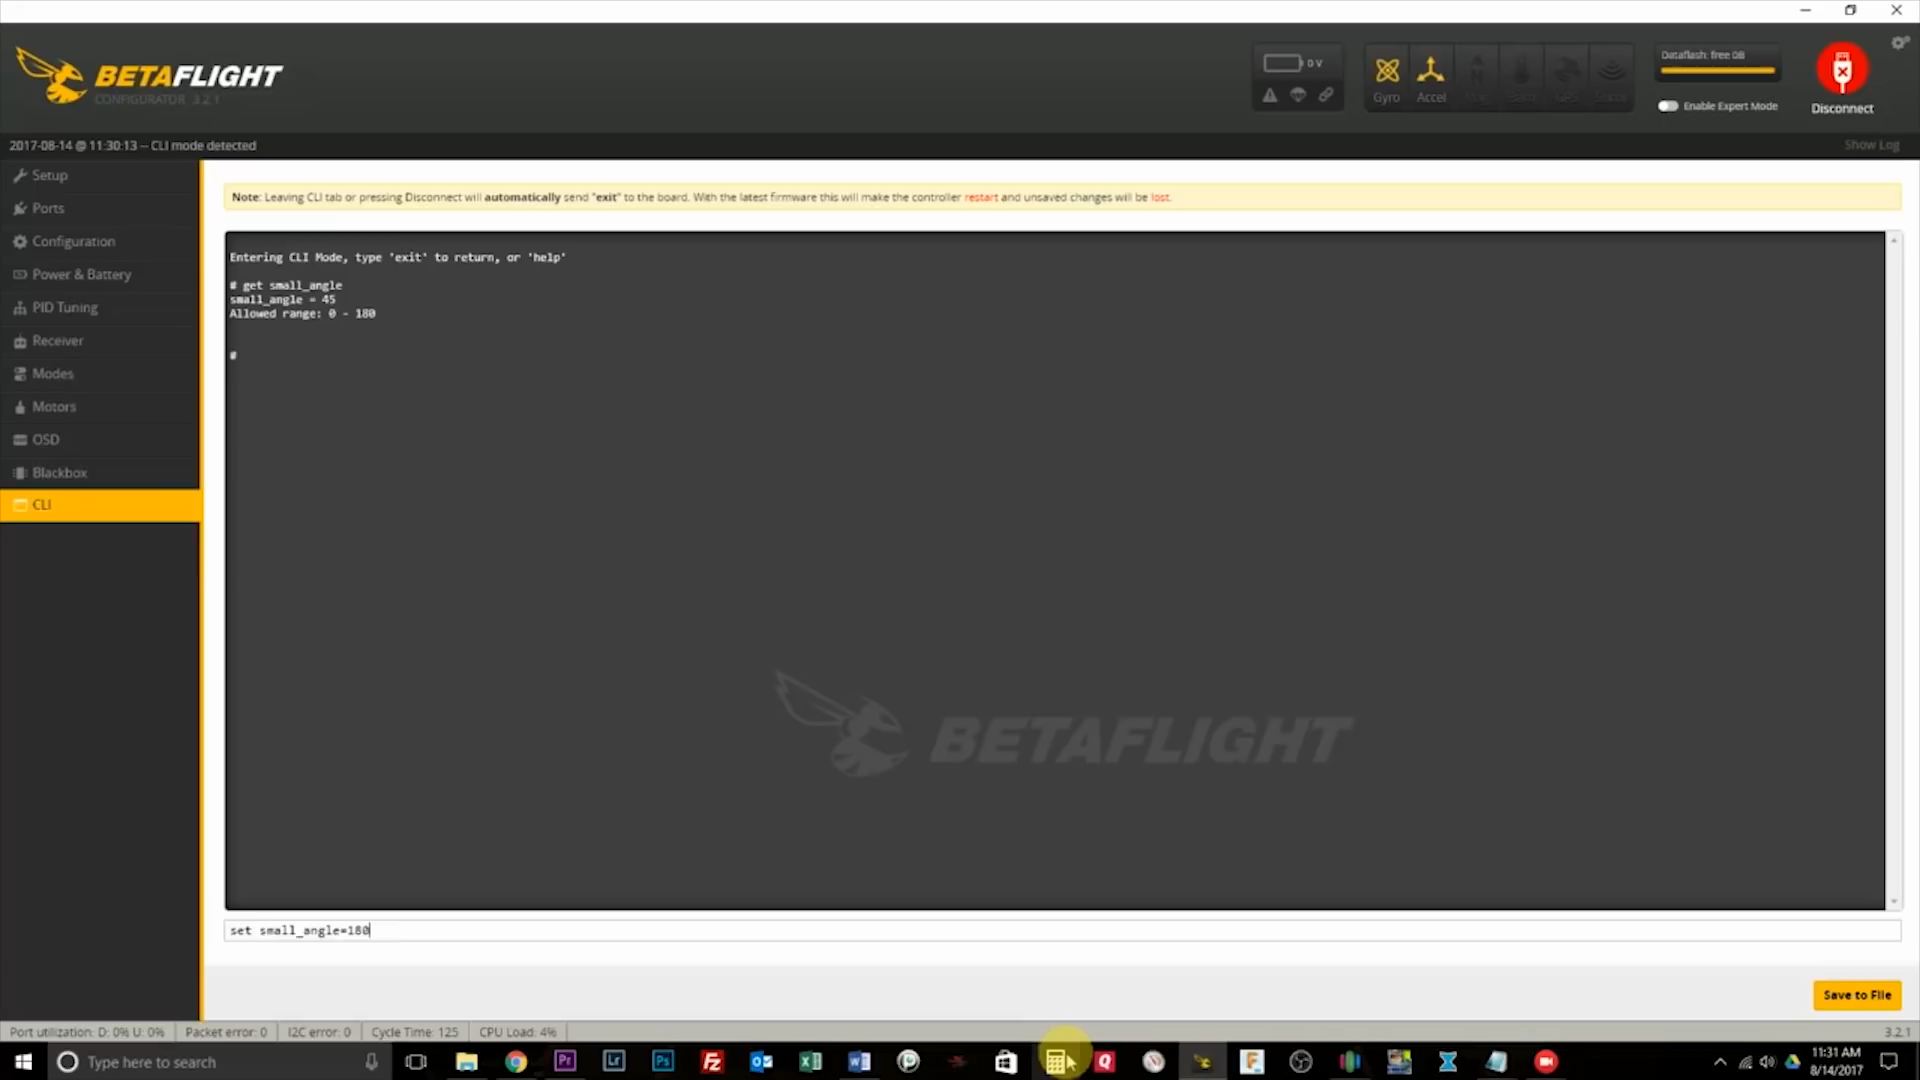 BETAFLIGHT
CONFIGURATOR 3.2.1
0 V
Gyro
Accel
Dataflash: free 0B
Enable Expert Mode
Disconnect
2017-08-14 @ 11:30:13 -- CLI mode detected
Show Log
Setup
Ports
Configuration
Power & Battery
PID Tuning
Receiver
Modes
Motors
OSD
Blackbox
CLI
Note: Leaving CLI tab or pressing Disconnect will automatically send "exit" to the board. With the latest firmware this will make the controller restart and unsaved changes will be lost.
Entering CLI Mode, type 'exit' to return, or 'help'
# get small_angle
small_angle = 45
Allowed range: 0 - 180
#
BETAFLIGHT
set small_angle=180
Save to File
Port utilization: D: 0% U: 0%
Packet error: 0
I2C error: 0
Cycle Time: 125
CPU Load: 4%
3.2.1
Type here to search
Pr
Lr
Ps
Fz
Q
F
11:31 AM
8/14/2017